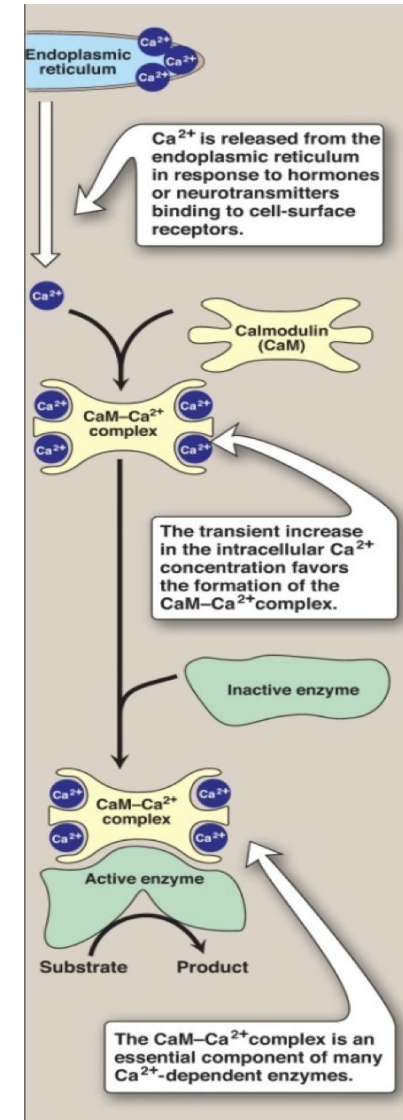 Endoplasmic
reticulum
Ca2+
Ca2+
Ca2+
Ca2+ is released from the
endoplasmic reticulum
in response to hormones
or neurotransmitters
binding to cell-surface
receptors.
Ca2+
Calmodulin
(CaM)
Ca2+
Ca2+
CaM–Ca2+
complex
Ca2+
Ca2+
The transient increase
in the intracellular Ca2+
concentration favors
the formation of the
CaM–Ca2+complex.
Inactive enzyme
Ca2+
Ca2+
CaM–Ca2+
complex
Ca2+
Ca2+
Active enzyme
Substrate
Product
The CaM–Ca2+complex is an
essential component of many
Ca2+-dependent enzymes.